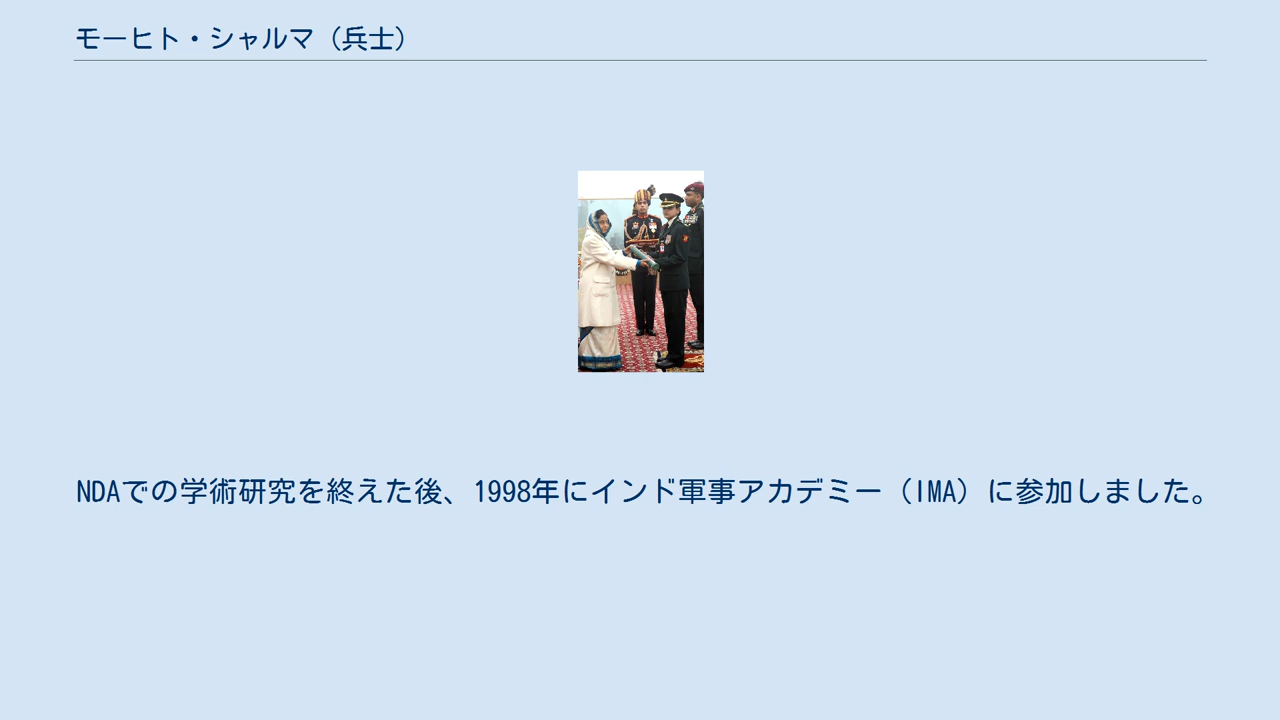 モーヒト・シャルマ（兵士）
NDAでの学術研究を終えた後、1998年にインド軍事アカデミー（IMA）に参加しました。